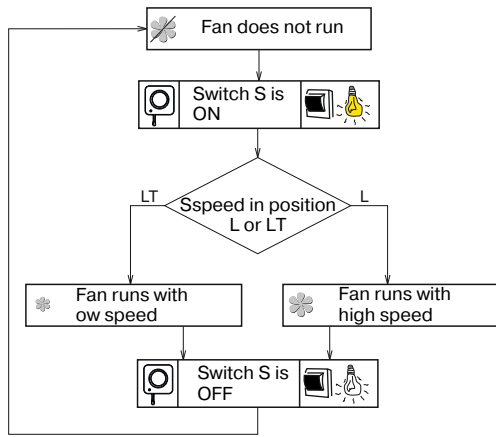 Fan does not run
Switch S is
ON
Sspeed in position
L or LT
LT
L
Fan runs with
ow speed
Fan runs with
high speed
Switch S is
OFF